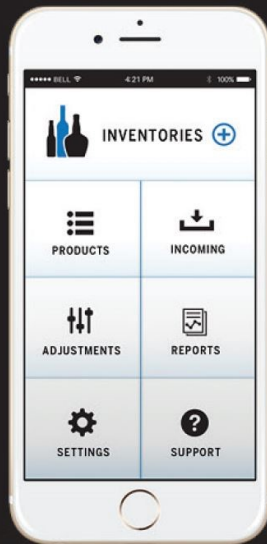 BELL 4:21 PM 100%
INVENTORIES
PRODUCTS INCOMING
ADJUSTMENTS REPORTS
SETTINGS SUPPORT